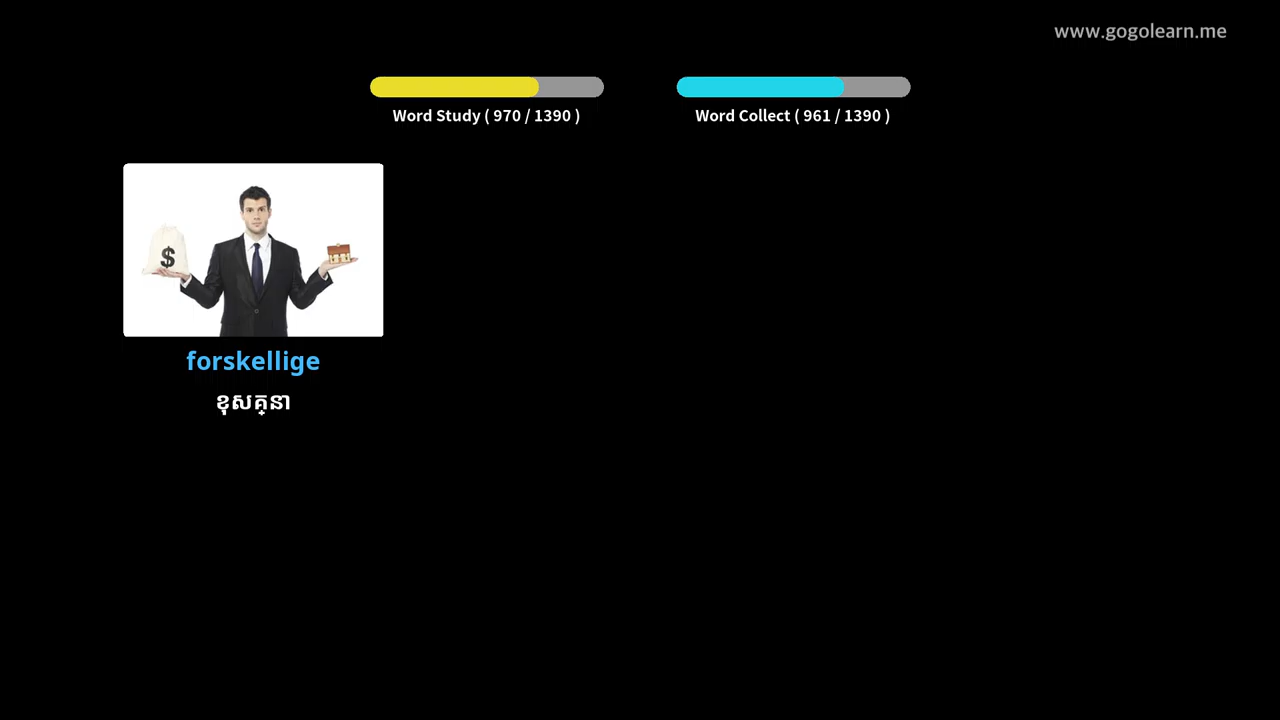 www.gogolearn.me
Word Study ( 970 / 1390 )
Word Collect ( 961 / 1390 )
$
forskellige
ខុសគ្នា